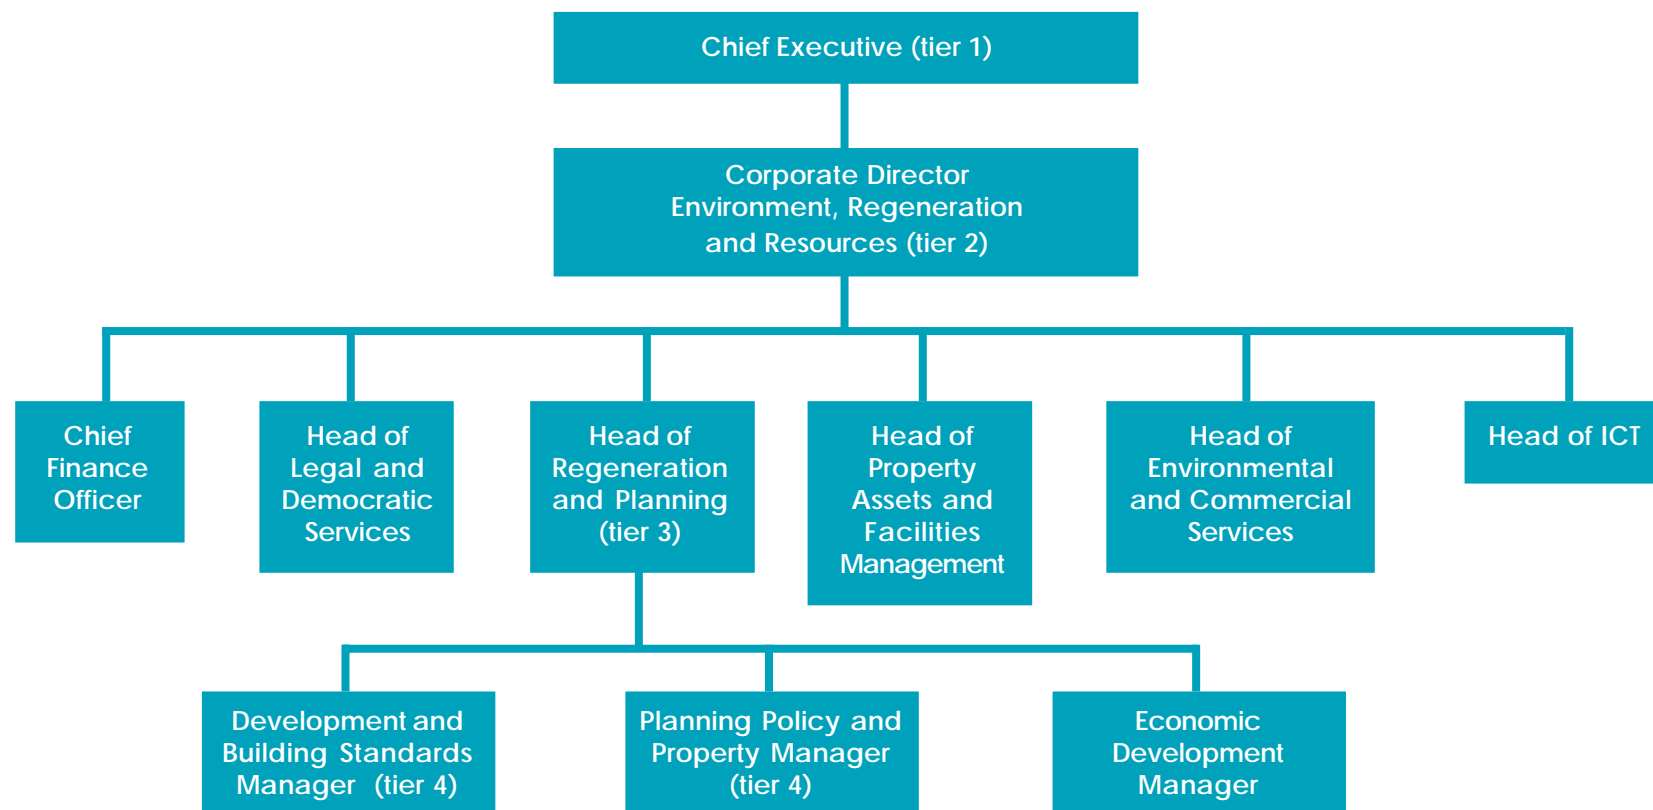 Chief Executive (tier 1)
Corporate Director
Environment, Regeneration
and Resources (tier 2)
Chief
Finance
Officer
Head of
Legal and
Democratic
Services
Head of
Regeneration
and Planning
(tier 3)
Head of
Property
Assets and
Facilities
Management
Head of
Environmental
and Commercial
Services
Head of ICT
Development and
Building Standards
Manager (tier 4)
Planning Policy and
Property Manager
(tier 4)
Economic
Development
Manager